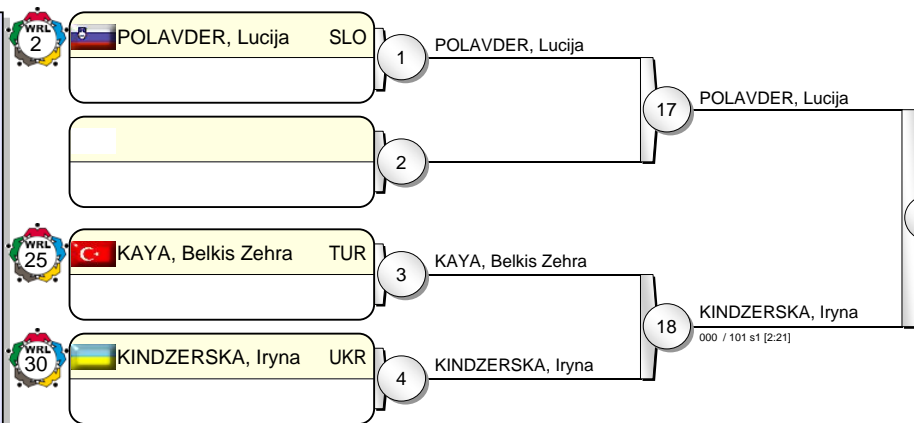 WRL
2
POLAVDER, Lucija SLO
1
POLAVDER, Lucija
17
POLAVDER, Lucija
2
WRL
25
KAYA, Belkis Zehra TUR
3
KAYA, Belkis Zehra
18
KINDZERSKA, Iryna
000 / 101 s1 [2:21]
WRL
30
KINDZERSKA, Iryna UKR
4
KINDZERSKA, Iryna